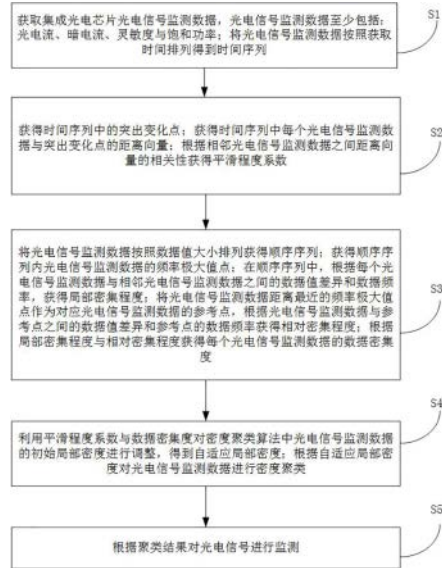 获取集成光电芯片光电信号监测数据，光电信号数据至少包括：
光电流、暗电流、灵敏度与饱和功率；将光电信号监测数据按照获取
时间排列得到时间序列
S1
获得时间序列中的突出变化点；获得时间序列中每个光电信号监测数
据与突出变化点的距离向量；根据相邻光电信号监测数据之间距离向
量的相关性获得平滑程度系数
S2
将光电信号监测数据按照数据值大小排列获得顺序序列；获得顺序序
列内光电信号监测数据的频率极大值点；在顺序序列中，根据每个光
电信号监测数据与相邻光电信号监测数据之间的数据值差异和数据频
率，获得局部密集程度；将光电信号监测数据距离最近的频率极大值
点作为对应光电信号监测数据的参考点，根据光电信号监测数据与参
考点之间的数据值差异和参考点的数据频率获得相对密集程度；根据
局部密集程度与相对密集程度获得每个光电信号监测数据的数据密集
度
S3
利用平滑程度系数与数据密集度对密度聚类算法中光电信号监测数据
的初始局部密度进行调整，得到自适应局部密度；根据自适应局部密
度对光电信号监测数据进行密度聚类
S4
根据聚类结果对光电信号进行监测
S5